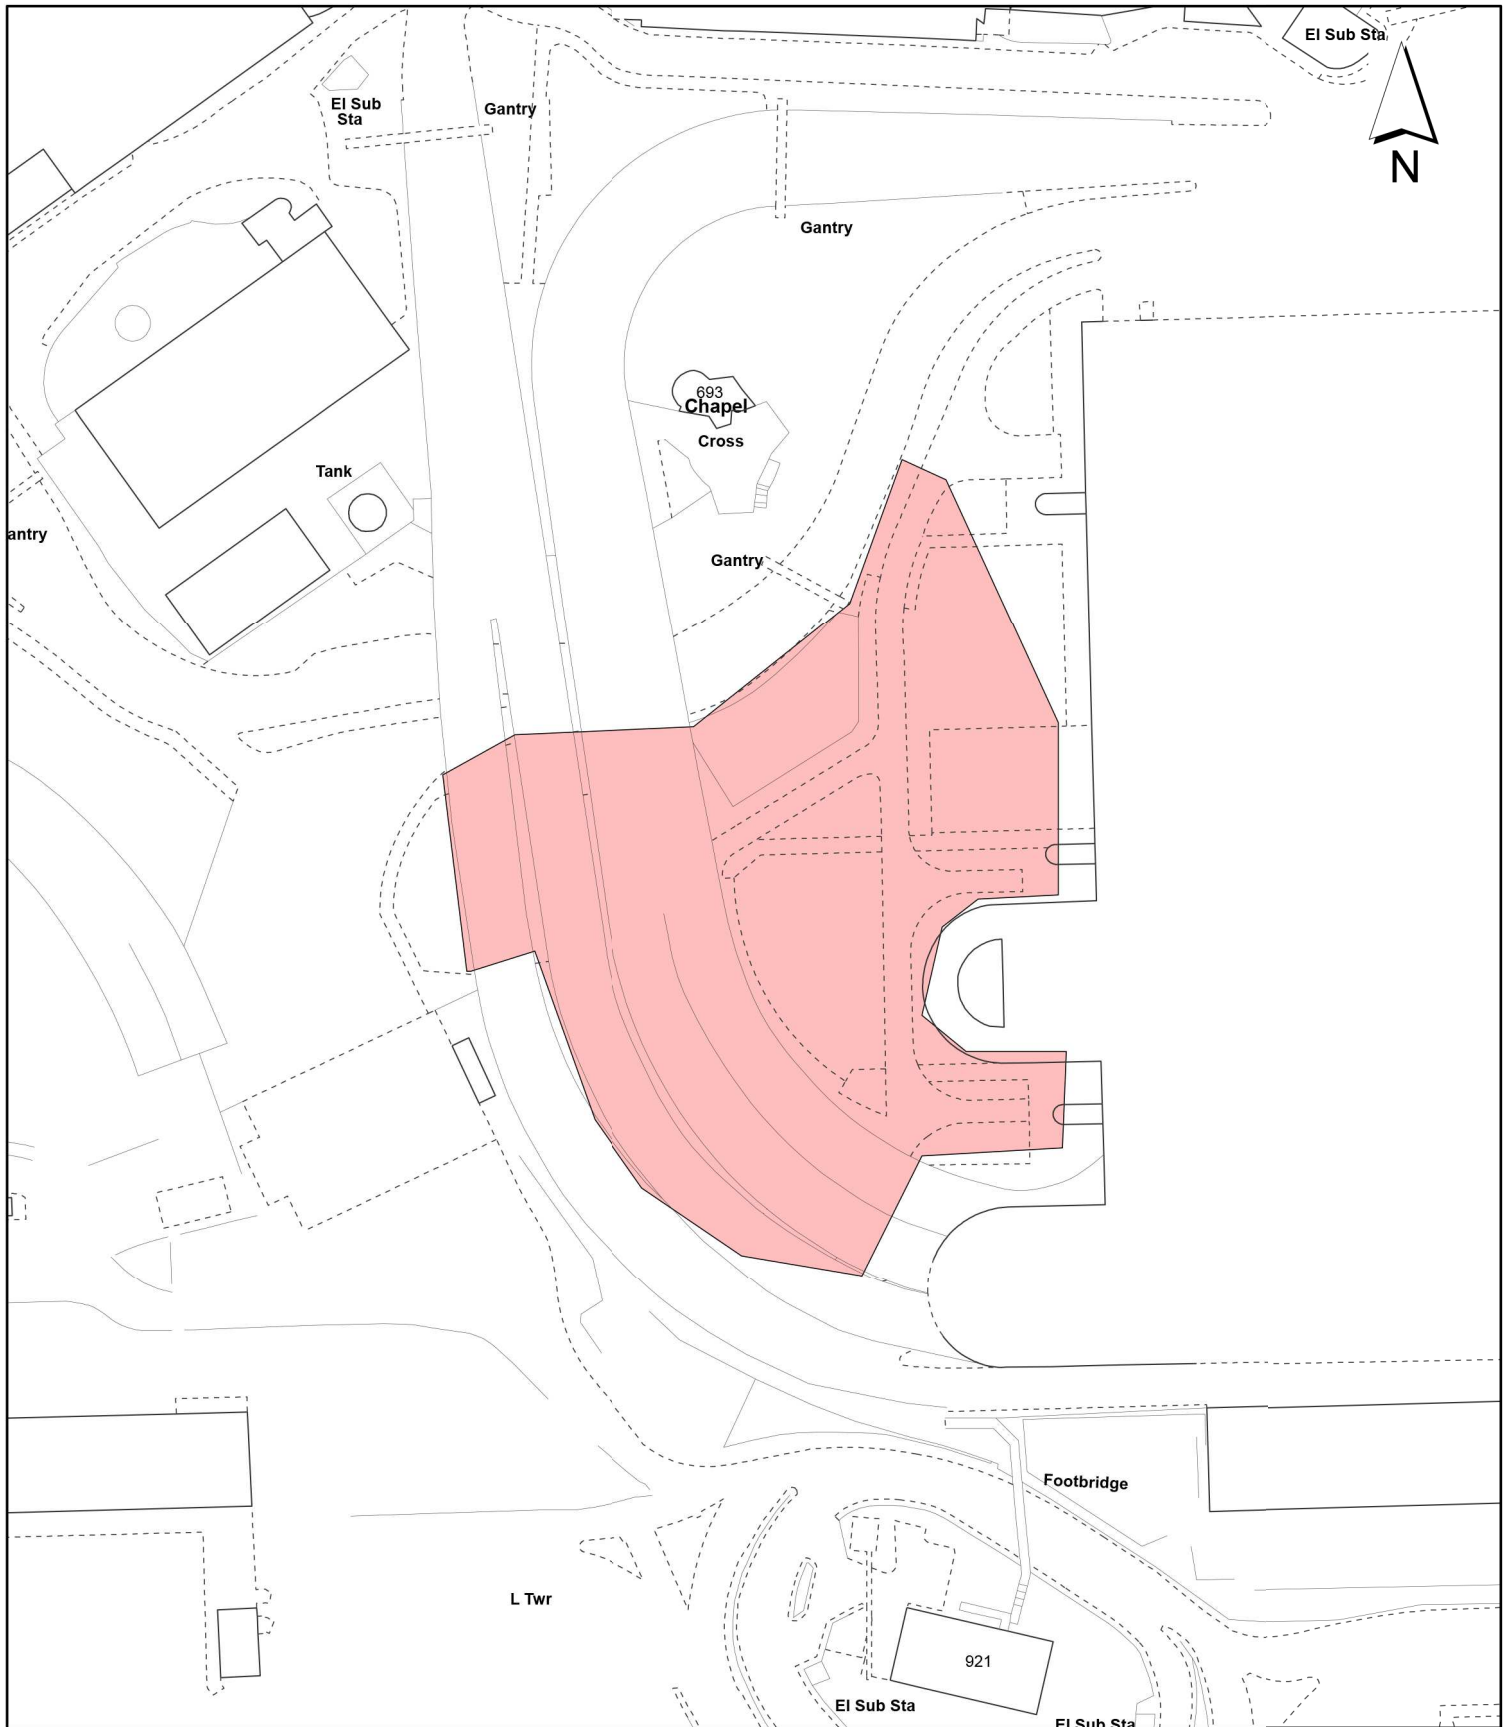 El Sub Sta
El Sub
Sta
Gantry
N
Gantry
693
Chapel
Cross
Tank
antry
Gantry
Footbridge
L Twr
921
El Sub Sta
El Sub Sta